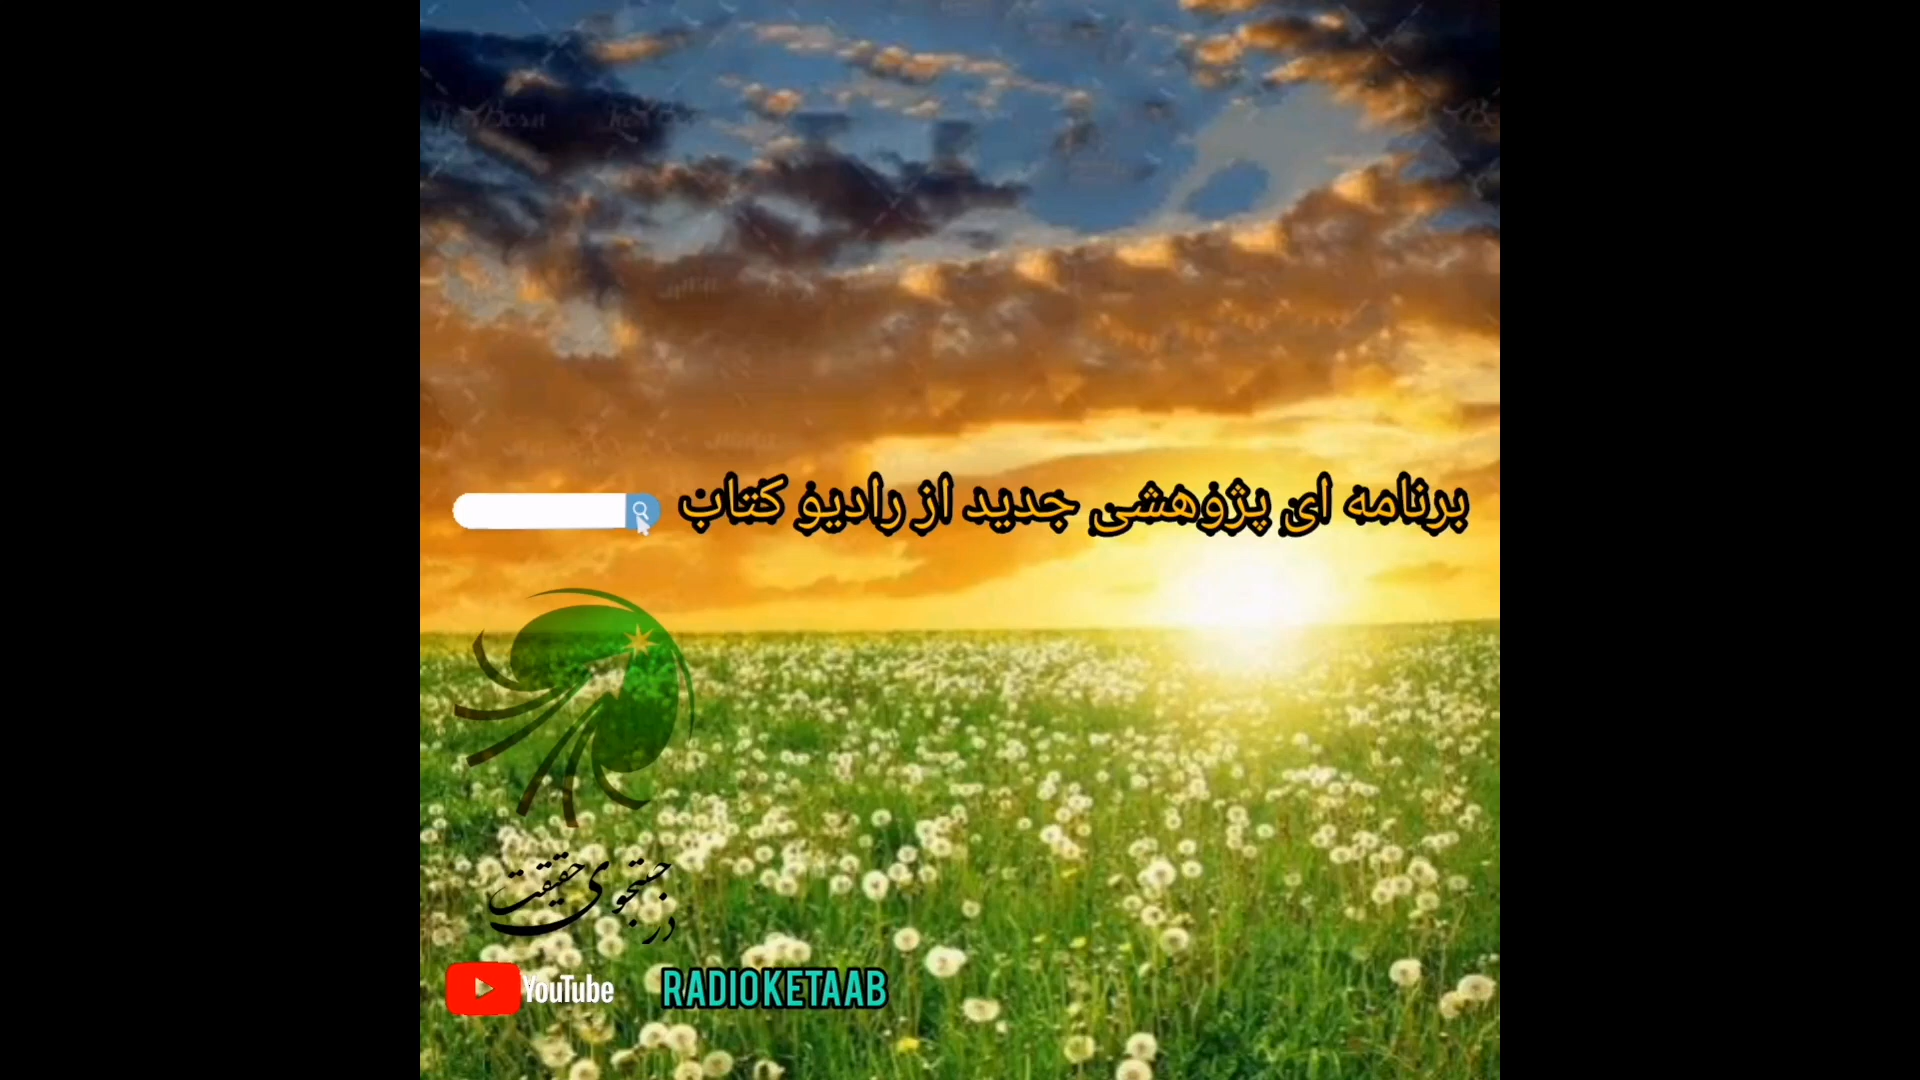 برنامه ای پژوهشی جدید از رادیو کتاب
در جستجوی حقیقت
YouTube
RADIOKETAAB